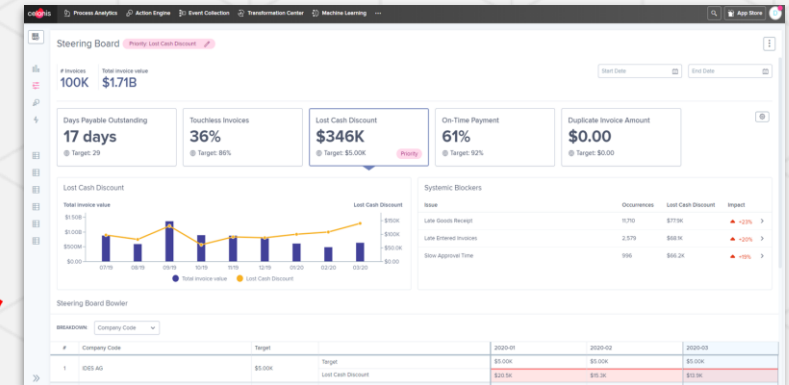 celonis Process Analytics Action Engine Event Collection Transformation Center Machine Learning ... App Store
Steering Board Priority: Lost Cash Discount
# Invoices Total Invoice value
100K $1.71B
Start Date End Date
Days Payable Outstanding
17 days
Target: 29
Touchless Invoices
36%
Target: 86%
Lost Cash Discount
$346K
Target: $5.00K Priority
On-Time Payment
61%
Target: 92%
Duplicate Invoice Amount
$0.00
Target: $0.00
Lost Cash Discount
Total Invoice value Lost Cash Discount
$1.50B
$1.00B
$500M
$0.00
$150K
$100K
$50.0K
$0.00
07/19 08/19 09/19 10/19 11/19 12/19 01/20 02/20 03/20
Total Invoice value Lost Cash Discount
Systemic Blockers
Issue Occurrences Lost Cash Discount Impact
Late Goods Receipt 11,710 $77.9K +23%
Late Entered Invoices 2,579 $68.1K +20%
Slow Approval Time 996 $66.2K +19%
Steering Board Bowler
BREAKDOWN: Company Code
# Company Code Target 2020-01 2020-02 2020-03
1 IDES AG $5.00K
Target $5.00K $5.00K $5.00K
Lost Cash Discount $20.5K $15.3K $12.9K